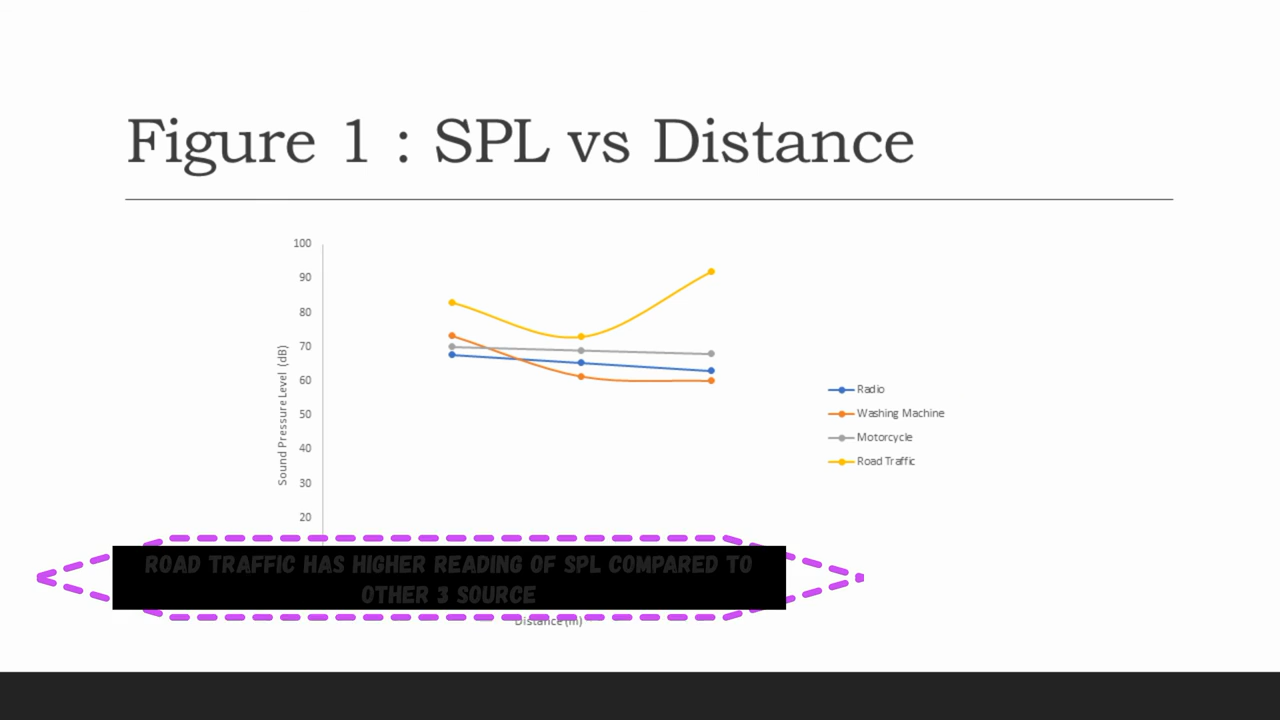 Figure 1 : SPL vs Distance
100
90
80
70
60
50
40
30
20
Sound Pressure Level (dB)
Radio
Washing Machine
Motorcycle
Road Traffic
ROAD TRAFFIC HAS HIGHER READING OF SPL COMPARED TO
OTHER 3 SOURCE
Distance (m)